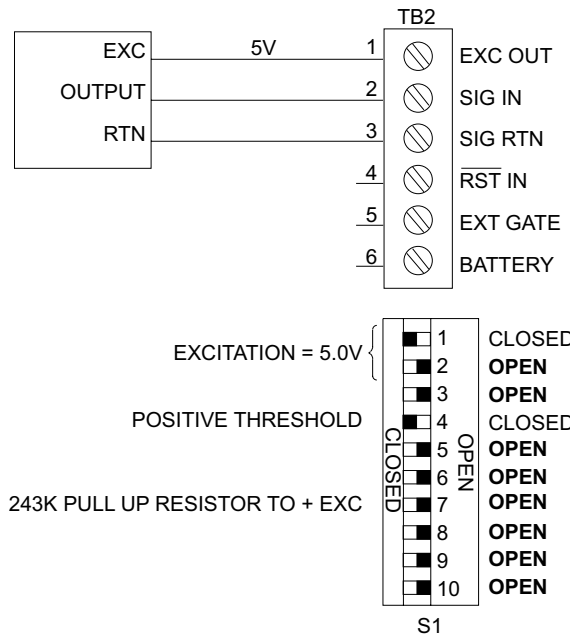 TB2
EXC 5V 1 EXC OUT
OUTPUT 2 SIG IN
RTN 3 SIG RTN
4 RST IN
5 EXT GATE
6 BATTERY
EXCITATION = 5.0V
1 CLOSED
2 OPEN
3 OPEN
POSITIVE THRESHOLD 4 CLOSED
5 OPEN
6 OPEN
243K PULL UP RESISTOR TO + EXC 7 OPEN
8 OPEN
9 OPEN
10 OPEN
CLOSED
OPEN
S1